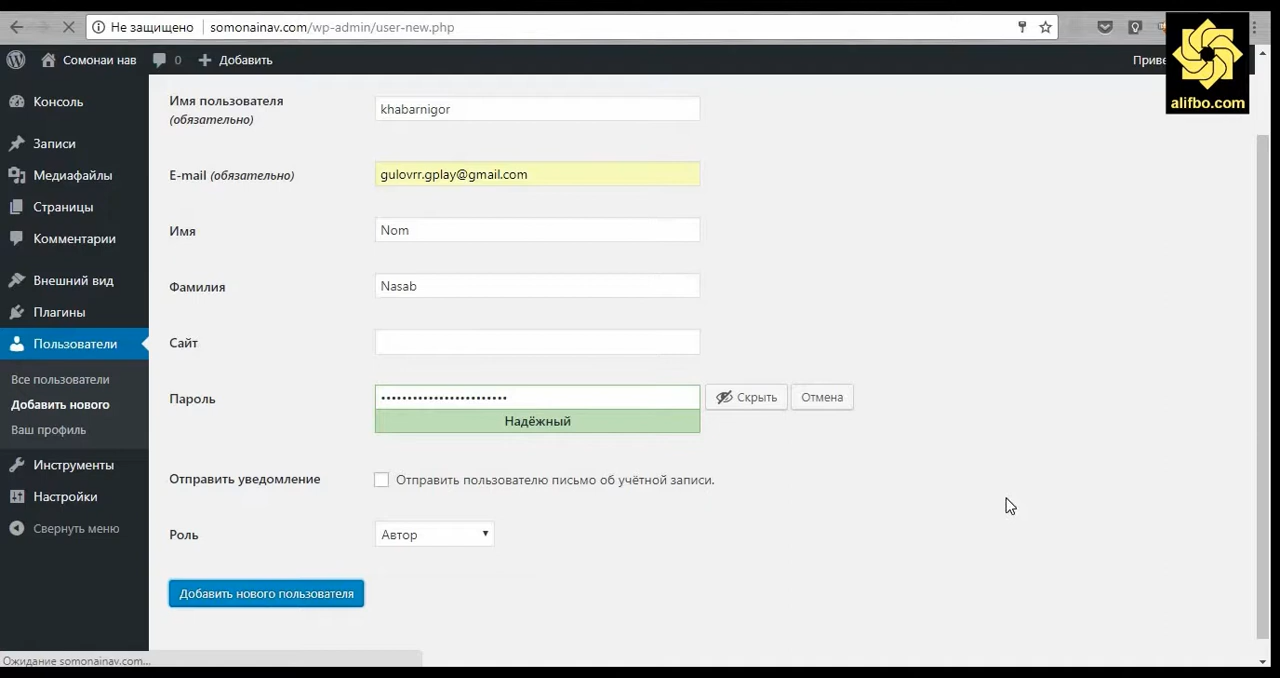 Не защищено
somonainav.com/wp-admin/user-new.php
Сомонаи нав
0
Добавить
alifbo.com
Консоль
Записи
Медиафайлы
Страницы
Комментарии
Внешний вид
Плагины
Пользователи
Все пользователи
Добавить нового
Ваш профиль
Инструменты
Настройки
Свернуть меню
Имя пользователя
(обязательно)
khabarnigor
E-mail (обязательно)
gulovrr.gplay@gmail.com
Имя
Nom
Фамилия
Nasab
Сайт
Пароль
••••••••••••••••••••••••
Скрыть
Отмена
Надёжный
Отправить уведомление
Отправить пользователю письмо об учётной записи.
Роль
Автор
Добавить нового пользователя
Ожидание somonainav.com...